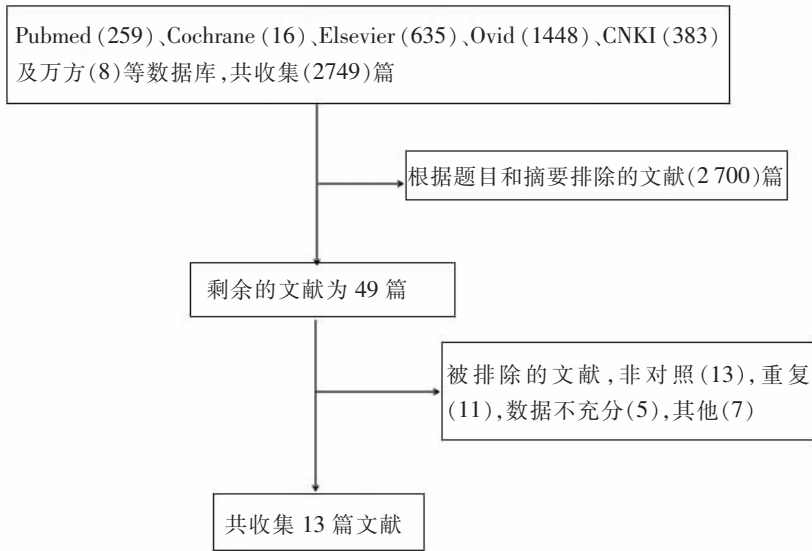 Pubmed (259)、Cochrane (16)、Elsevier (635)、Ovid (1448)、CNKI (383)
及万方(8)等数据库,共收集(2749)篇
根据题目和摘要排除的文献(2 700)篇
剩余的文献为 49 篇
被排除的文献,非对照(13),重复
(11),数据不充分(5),其他(7)
共收集 13 篇文献